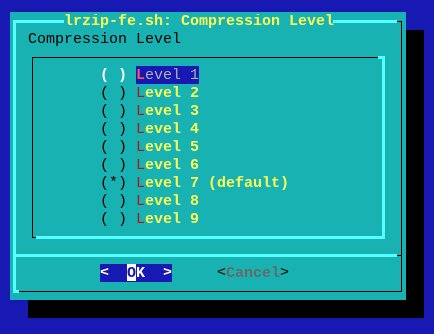 lrzip-fe.sh: Compression Level
Compression Level
( ) Level 1
( ) Level 2
( ) Level 3
( ) Level 4
( ) Level 5
( ) Level 6
(*) Level 7 (default)
( ) Level 8
( ) Level 9
< OK > <Cancel>